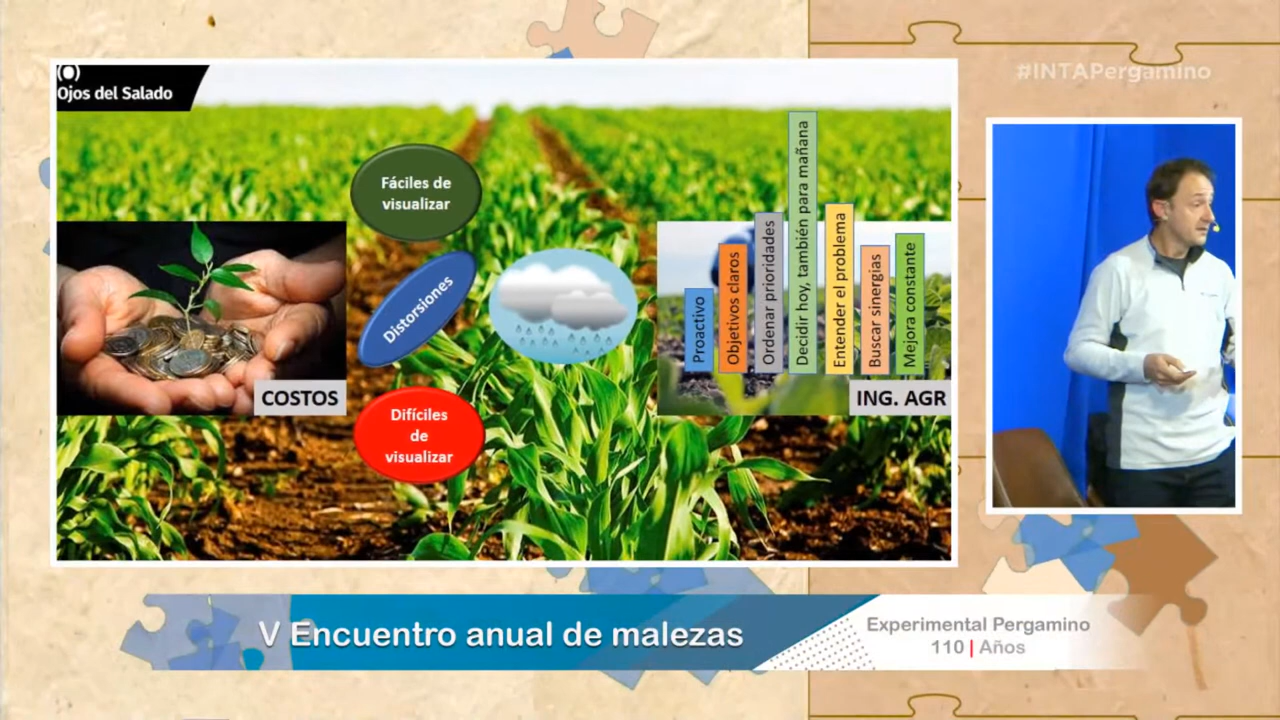 (O)
Ojos del Salado
#INTAPergamino
Fáciles de
visualizar
Distorsiones
Difíciles
de
visualizar
COSTOS
Proactivo
Objetivos claros
Ordenar prioridades
Decidir hoy, también para mañana
Entender el problema
Buscar sinergias
Mejora constante
ING. AGR
V Encuentro anual de malezas
Experimental Pergamino
110 | Años